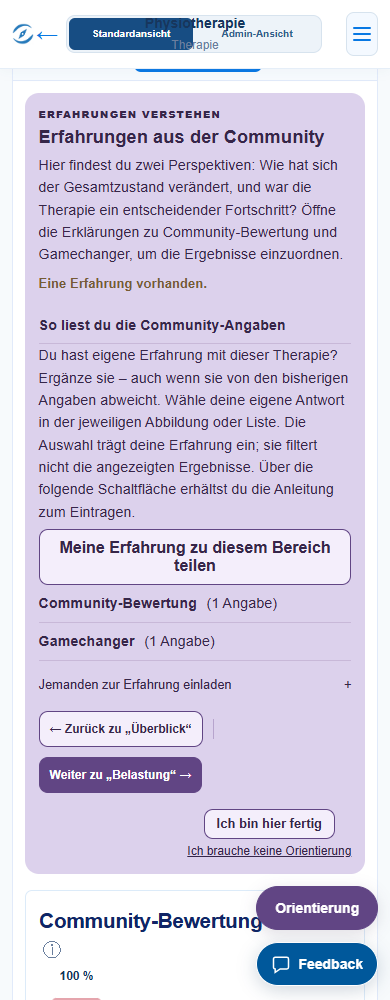 Physiotherapie
Standardansicht
Admin-Ansicht
Therapie
ERFAHRUNGEN VERSTEHEN
Erfahrungen aus der Community
Hier findest du zwei Perspektiven: Wie hat sich
der Gesamtzustand verändert, und war die
Therapie ein entscheidender Fortschritt? Öffne
die Erklärungen zu Community-Bewertung und
Gamechanger, um die Ergebnisse einzuordnen.
Eine Erfahrung vorhanden.
So liest du die Community-Angaben
Du hast eigene Erfahrung mit dieser Therapie?
Ergänze sie – auch wenn sie von den bisherigen
Angaben abweicht. Wähle deine eigene Antwort
in der jeweiligen Abbildung oder Liste. Die
Auswahl trägt deine Erfahrung ein; sie filtert
nicht die angezeigten Ergebnisse. Über die
folgende Schaltfläche erhältst du die Anleitung
zum Eintragen.
Meine Erfahrung zu diesem Bereich
teilen
Community-Bewertung (1 Angabe)
Gamechanger (1 Angabe)
Jemanden zur Erfahrung einladen +
← Zurück zu „Überblick“
Weiter zu „Belastung“ →
Ich bin hier fertig
Ich brauche keine Orientierung
Orientierung
Community-Bewertung
ⓘ
100 %
Feedback